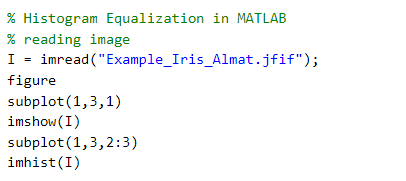 % Histogram Equalization in MATLAB
% reading image
I = imread("Example_Iris_Almat.jfif");
figure
subplot(1,3,1)
imshow(I)
subplot(1,3,2:3)
imhist(I)